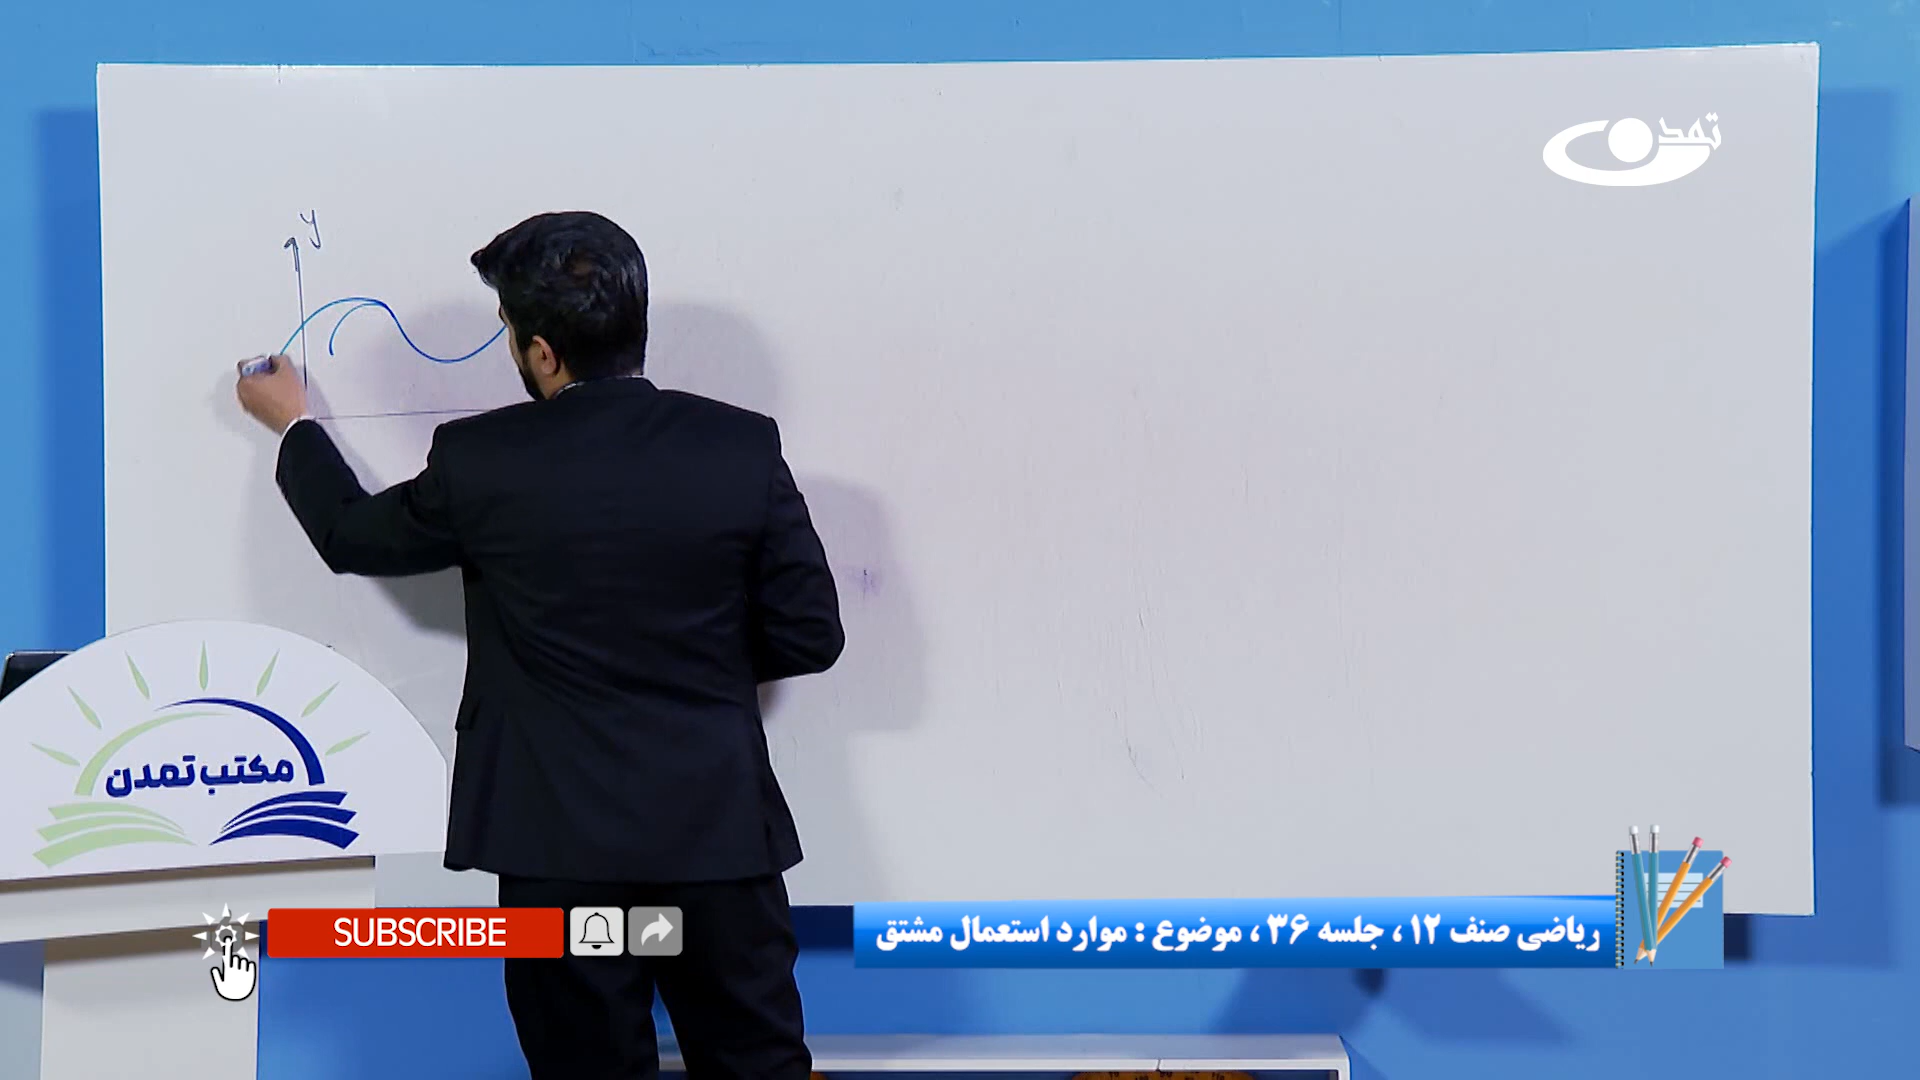 تمدن
y
مکتب تمدن
SUBSCRIBE
ریاضی صنف ۱۲ ، جلسه ۳۶ ، موضوع : موارد استعمال مشتق